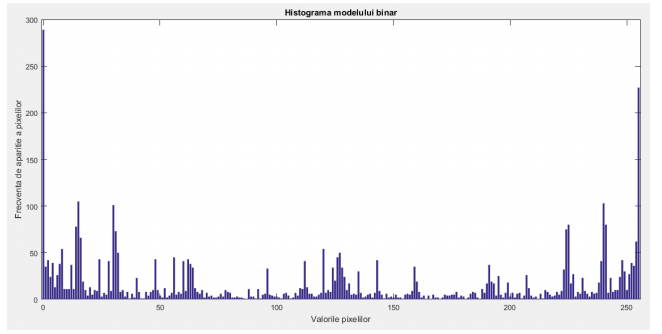 Histograma modelului binar
300
250
200
150
100
50
0
Frecventa de aparitie a pixelilor
0 50 100 150 200 250
Valorile pixelilor